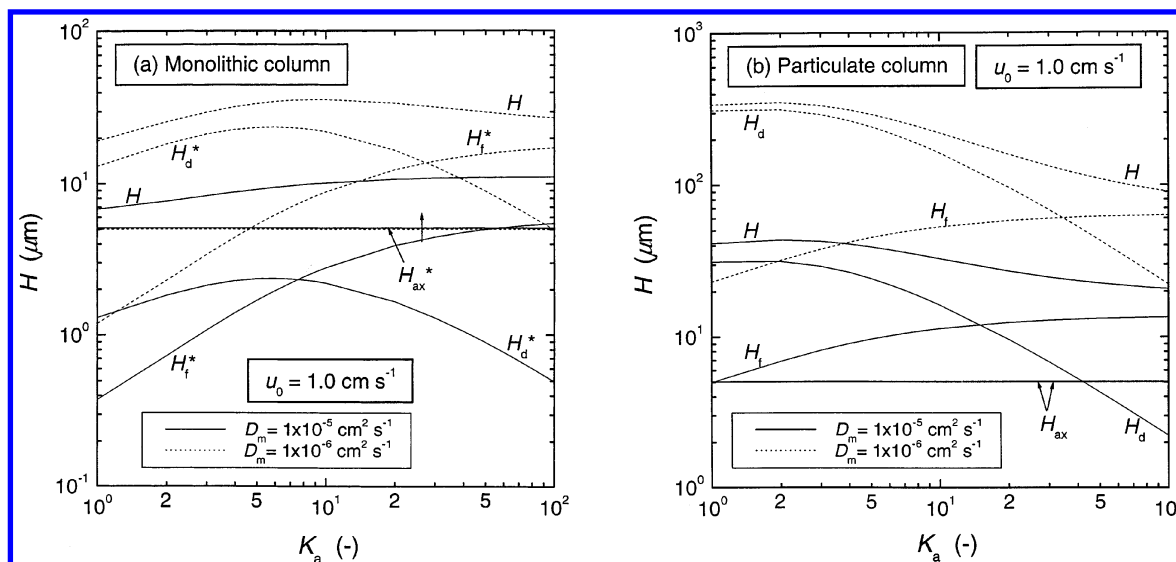 (a) Monolithic column
H
H_d*
H_f*
H
H_ax*
H_f*
H_d*
u_0 = 1.0 cm s⁻¹
D_m = 1x10⁻⁵ cm² s⁻¹
D_m = 1x10⁻⁶ cm² s⁻¹
10² 10¹ 10⁰ 10⁻¹
H (μm)
10⁰ 2 5 10¹ 2 5 10²
K_a (-)
(b) Particulate column
u_0 = 1.0 cm s⁻¹
H_d
H
H_f
H
H_f
H_ax
H_d
D_m = 1x10⁻⁵ cm² s⁻¹
D_m = 1x10⁻⁶ cm² s⁻¹
10³ 10² 10¹ 10⁰
H (μm)
10⁰ 2 5 10¹ 2 5 10
K_a (-)